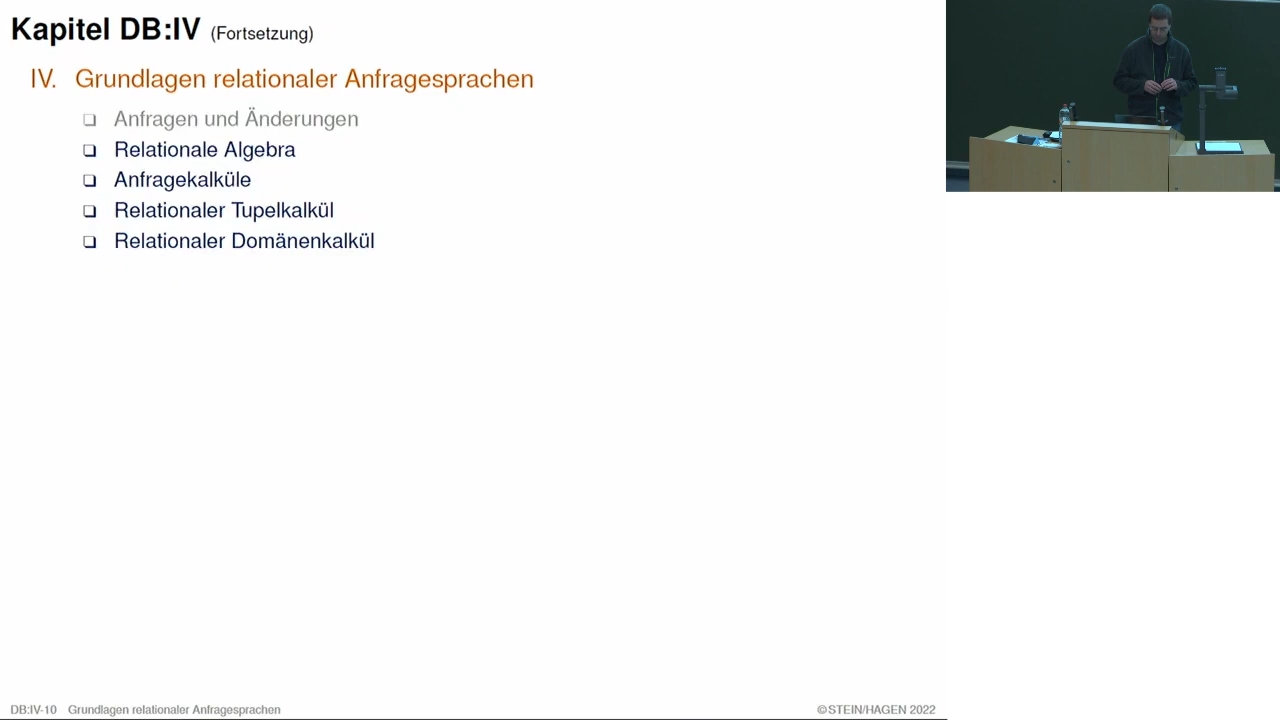 Kapitel DB:IV (Fortsetzung)
IV. Grundlagen relationaler Anfragesprachen
❑ Anfragen und Änderungen
❑ Relationale Algebra
❑ Anfragekalküle
❑ Relationaler Tupelkalkül
❑ Relationaler Domänenkalkül
DB:IV-10 Grundlagen relationaler Anfragesprachen
©STEIN/HAGEN 2022